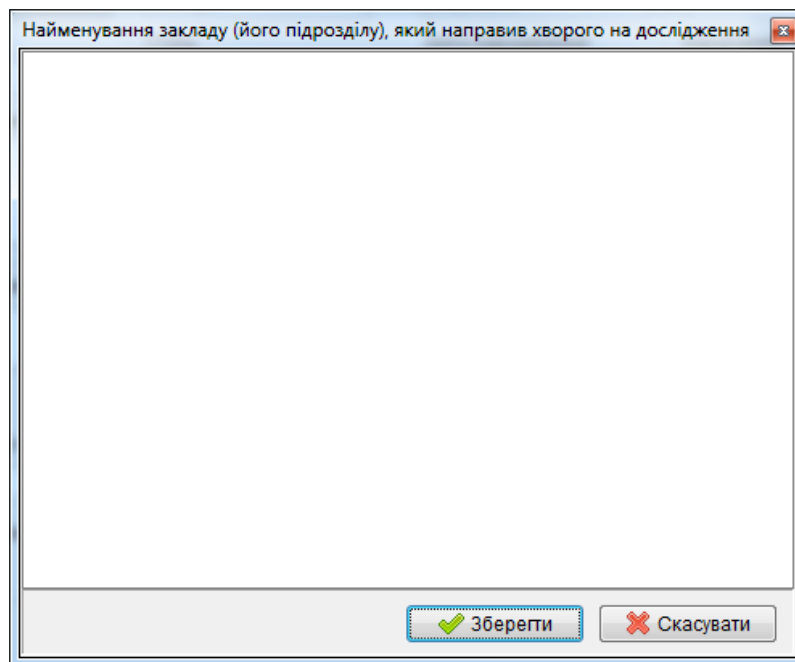 Найменування закладу (його підрозділу), який направив хворого на дослідження
Зберегти
Скасувати